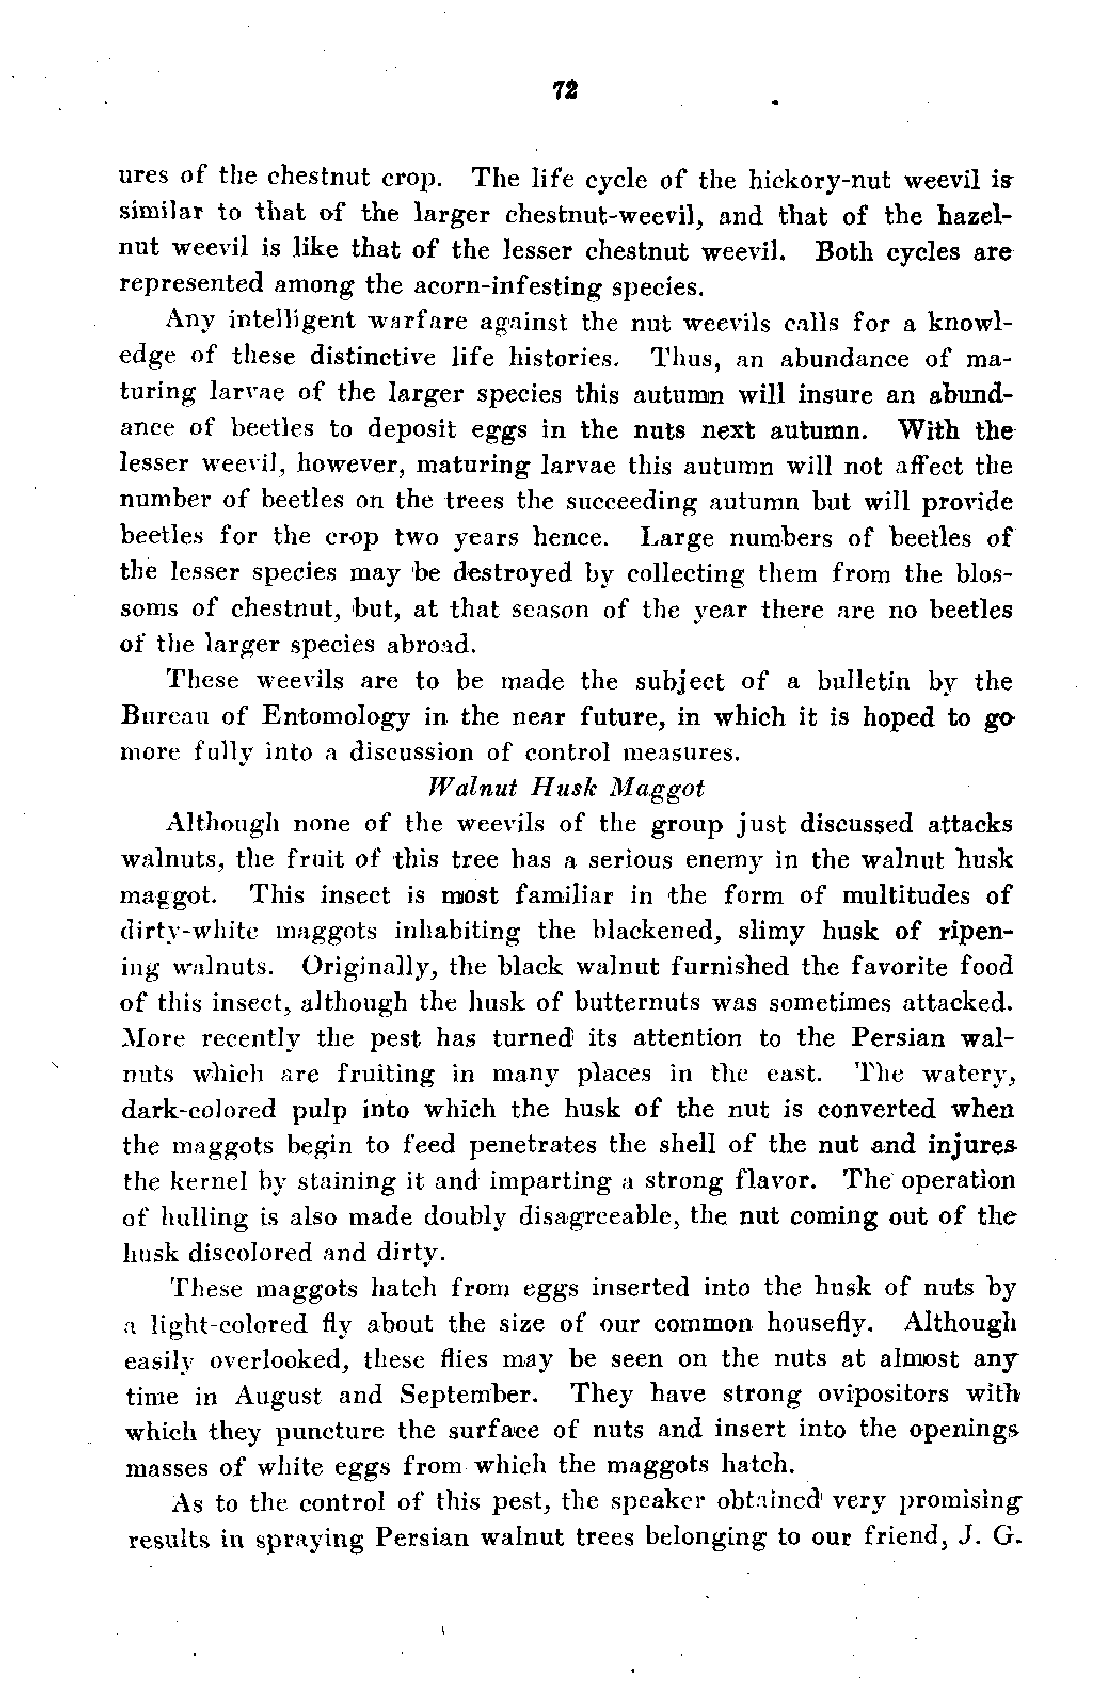 72
ures of the chestnut crop. The life cycle of the hickory-nut weevil is
similar to that of the larger chestnut-weevil, and that of the hazel-
nut weevil is like that of the lesser chestnut weevil. Both cycles are
represented among the acorn-infesting species.
Any intelligent warfare against the nut weevils calls for a knowl-
edge of these distinctive life histories. Thus, an abundance of ma-
turing larvae of the larger species this autumn will insure an abund-
ance of beetles to deposit eggs in the nuts next autumn. With the
lesser weevil, however, maturing larvae this autumn will not affect the
number of beetles on the trees the succeeding autumn but will provide
beetles for the crop two years hence. Large numbers of beetles of
the lesser species may be destroyed by collecting them from the blos-
soms of chestnut, but, at that season of the year there are no beetles
of the larger species abroad.
These weevils are to be made the subject of a bulletin by the
Bureau of Entomology in the near future, in which it is hoped to go
more fully into a discussion of control measures.
Walnut Husk Maggot
Although none of the weevils of the group just discussed attacks
walnuts, the fruit of this tree has a serious enemy in the walnut husk
maggot. This insect is most familiar in the form of multitudes of
dirty-white maggots inhabiting the blackened, slimy husk of ripen-
ing walnuts. Originally, the black walnut furnished the favorite food
of this insect, although the husk of butternuts was sometimes attacked.
More recently the pest has turned its attention to the Persian wal-
nuts which are fruiting in many places in the east. The watery,
dark-colored pulp into which the husk of the nut is converted when
the maggots begin to feed penetrates the shell of the nut and injures
the kernel by staining it and imparting a strong flavor. The operation
of hulling is also made doubly disagreeable, the nut coming out of the
husk discolored and dirty.
These maggots hatch from eggs inserted into the husk of nuts by
a light-colored fly about the size of our common housefly. Although
easily overlooked, these flies may be seen on the nuts at almost any
time in August and September. They have strong ovipositors with
which they puncture the surface of nuts and insert into the openings
masses of white eggs from which the maggots hatch.
As to the control of this pest, the speaker obtained very promising
results in spraying Persian walnut trees belonging to our friend, J. G.